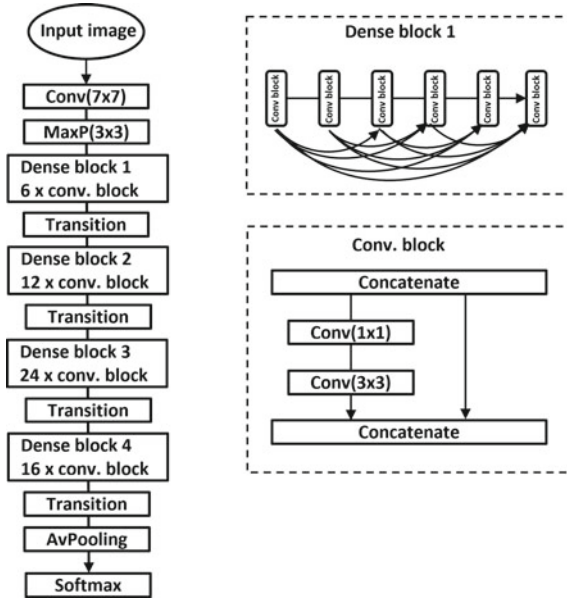 Input image
Conv(7x7)
MaxP(3x3)
Dense block 1
6 x conv. block
Transition
Dense block 2
12 x conv. block
Transition
Dense block 3
24 x conv. block
Transition
Dense block 4
16 x conv. block
Transition
AvPooling
Softmax
Dense block 1
Conv block
Conv block
Conv block
Conv block
Conv block
Conv block
Conv. block
Concatenate
Conv(1x1)
Conv(3x3)
Concatenate